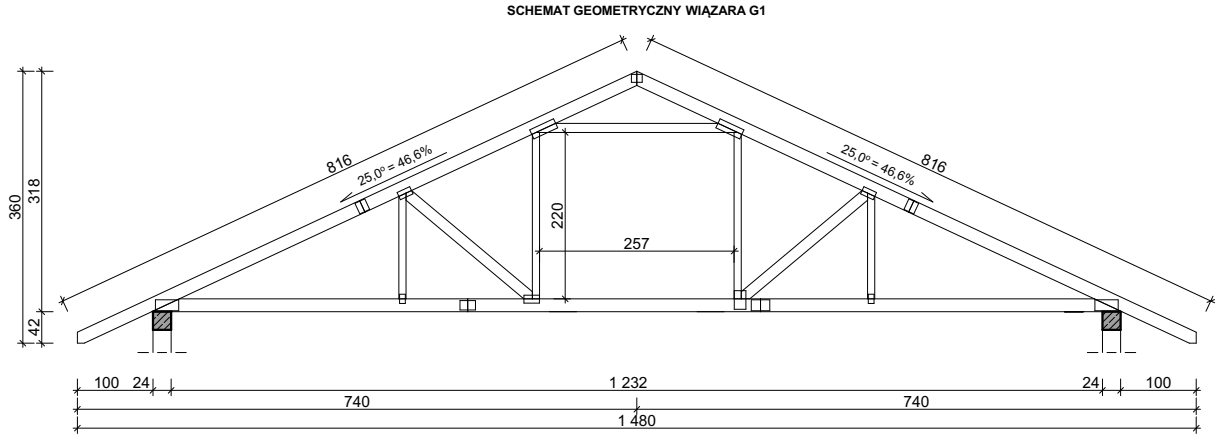 SCHEMAT GEOMETRYCZNY WIĄZARA G1
816
816
25,0° = 46,6%
25,0° = 46,6%
360
318
220
257
42
100 24 1 232 24 100
740 740
1 480